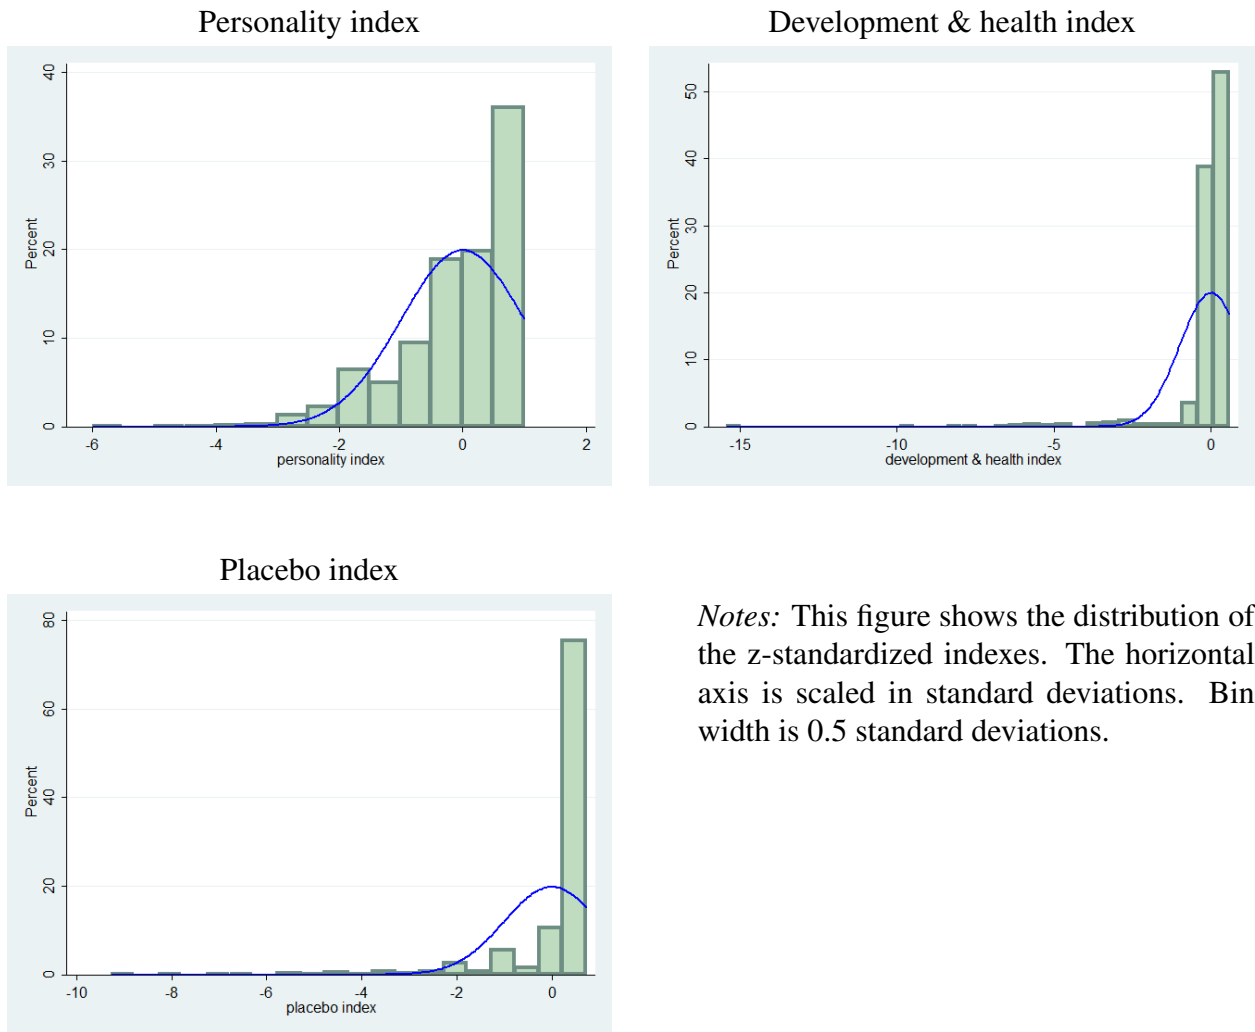 Personality index
40
30
20
10
0
Percent
-6 -4 -2 0 2
personality index
Development & health index
50
40
30
20
10
0
Percent
-15 -10 -5 0
development & health index
Placebo index
80
60
40
20
0
Percent
-10 -8 -6 -4 -2 0
placebo index
Notes: This figure shows the distribution of
the z-standardized indexes. The horizontal
axis is scaled in standard deviations. Bin
width is 0.5 standard deviations.